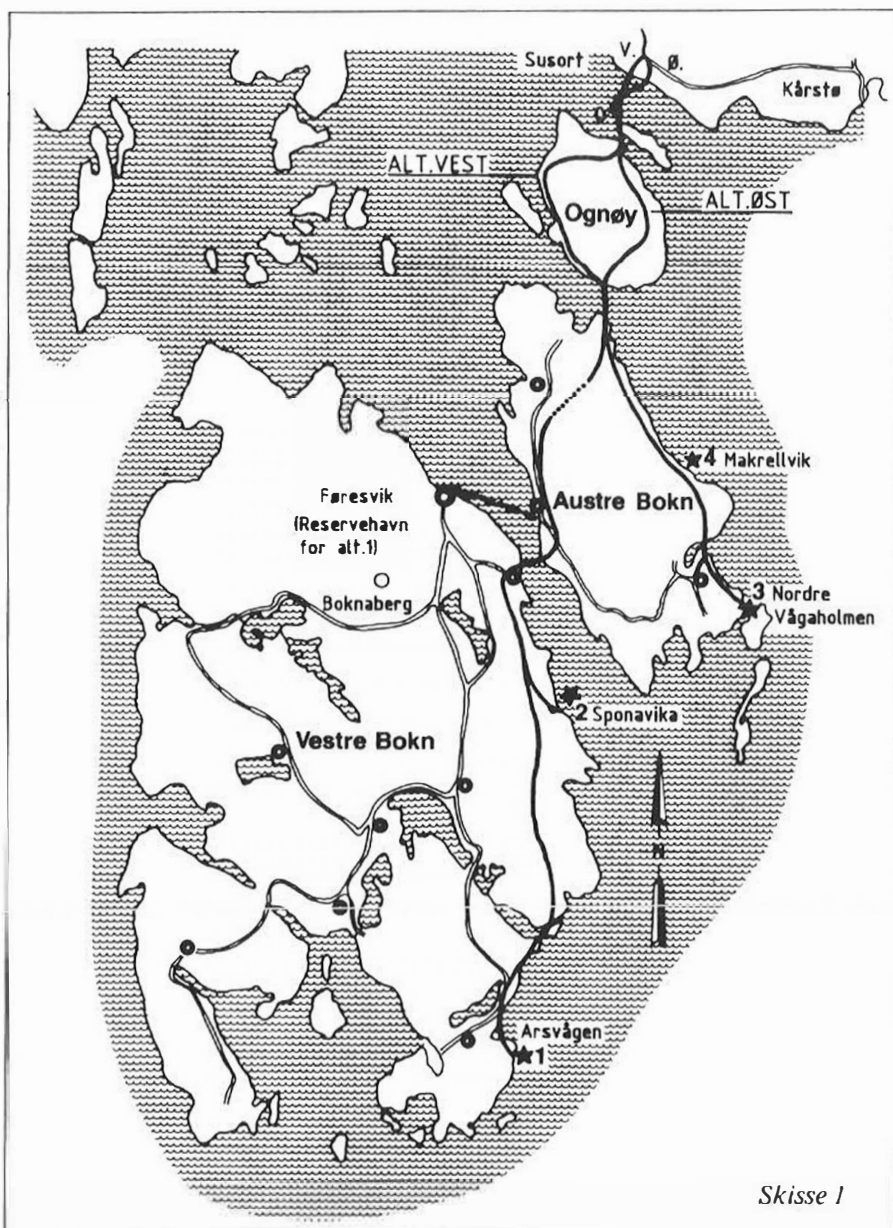 V.
Ø.
Susort
Kårstø
ALT.VEST
ALT.ØST
Ognøy
4 Makrellvik
Føresvik
(Reservehavn
for alt.1)
Austre Bokn
Boknaberg
3 Nordre
Vågaholmen
2 Sponavika
Vestre Bokn
N
Arsvågen
1
Skisse 1